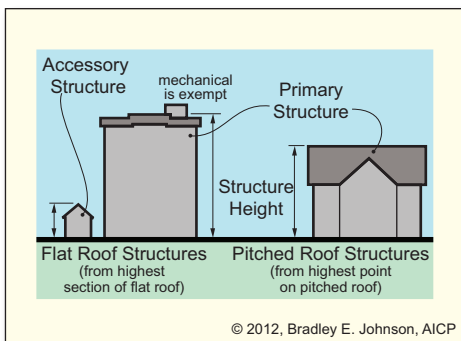 Accessory
Structure
mechanical
is exempt
Primary
Structure
Structure
Height
Flat Roof Structures
(from highest
section of flat roof)
Pitched Roof Structures
(from highest point
on pitched roof)
© 2012, Bradley E. Johnson, AICP